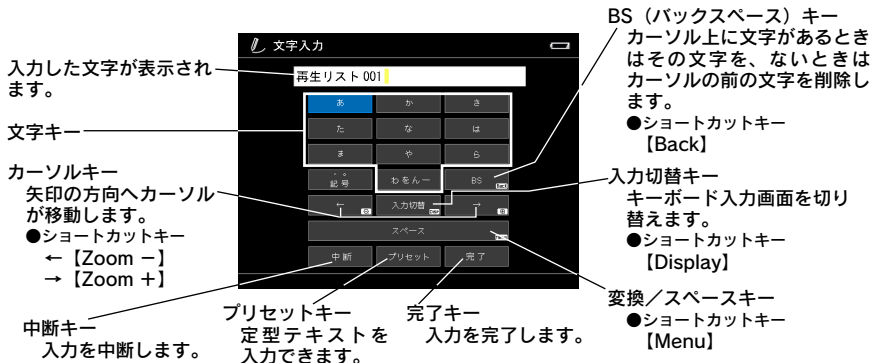 BS（バックスペース）キー
カーソル上に文字があるとき
はその文字を、ないときは
カーソルの前の文字を削除し
ます。
●ショートカットキー
【Back】
入力切替キー
キーボード入力画面を切り
替えます。
●ショートカットキー
【Display】
変換／スペースキー
●ショートカットキー
【Menu】
入力した文字が表示され
ます。
文字キー
カーソルキー
矢印の方向へカーソル
が移動します。
●ショートカットキー
←【Zoom －】
→【Zoom ＋】
中断キー
入力を中断します。
プリセットキー
定型テキストを
入力できます。
完了キー
入力を完了します。
文字入力
再生リスト 001
あ か さ
た な は
ま や ら
記号 わをんー BS
← 入力切替 →
スペース
中断 プリセット 完了